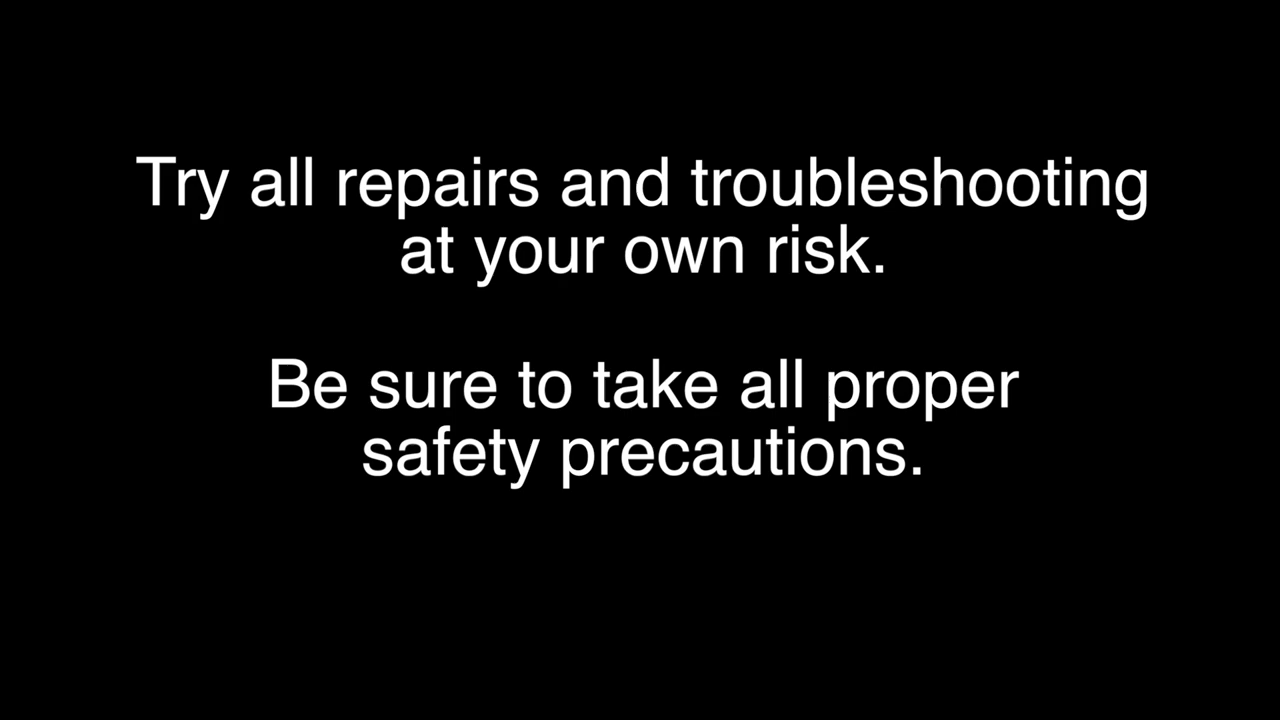 Try all repairs and troubleshooting
at your own risk.
Be sure to take all proper
safety precautions.